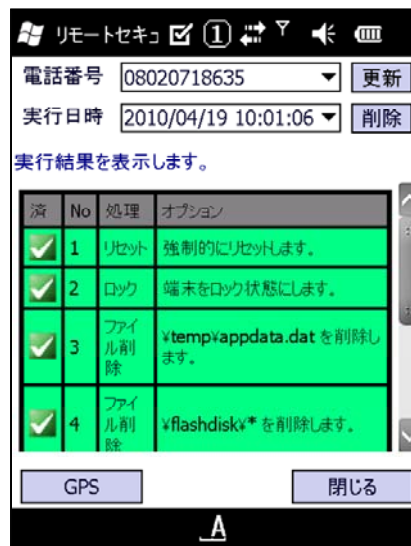 リモートセキュ 1
電話番号 08020718635 更新
実行日時 2010/04/19 10:01:06 削除
実行結果を表示します。
済 No 処理 オプション
1 リセット 強制的にリセットします。
2 ロック 端末をロック状態にします。
3 ファイル削除 ¥temp¥appdata.dat を削除します。
4 ファイル削除 ¥flashdisk¥* を削除します。
GPS 閉じる
A